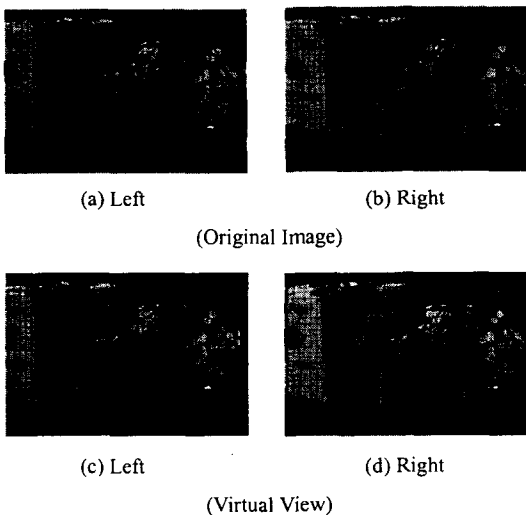 (a) Left
(b) Right
(Original Image)
(c) Left
(d) Right
(Virtual View)